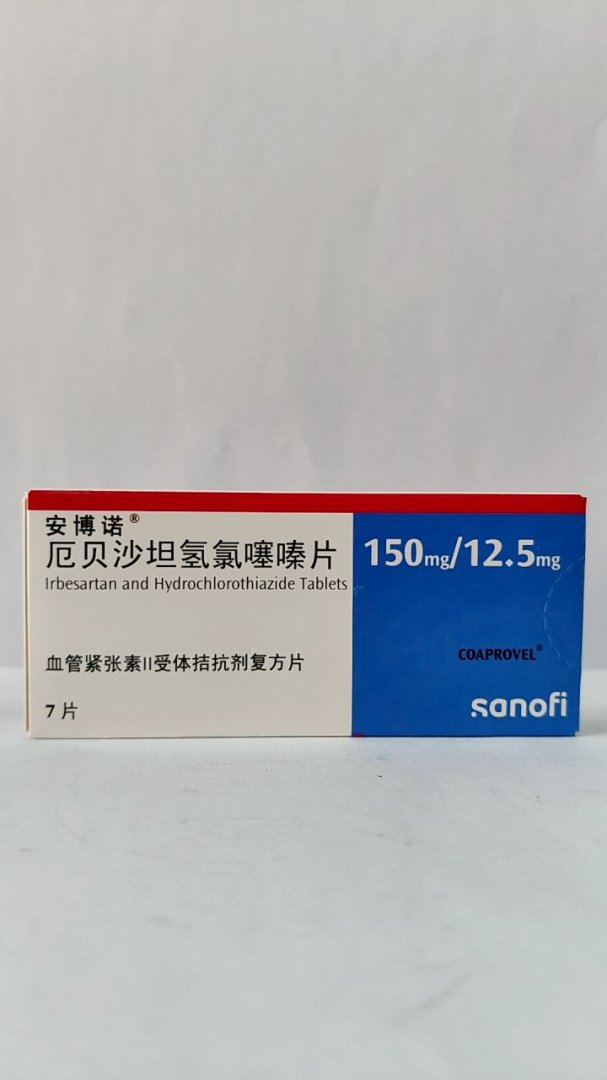 安博诺®
厄贝沙坦氢氯噻嗪片
Irbesartan and Hydrochlorothiazide Tablets
150mg/12.5mg
血管紧张素II受体拮抗剂复方片
7片
COAPROVEL®
sanofi